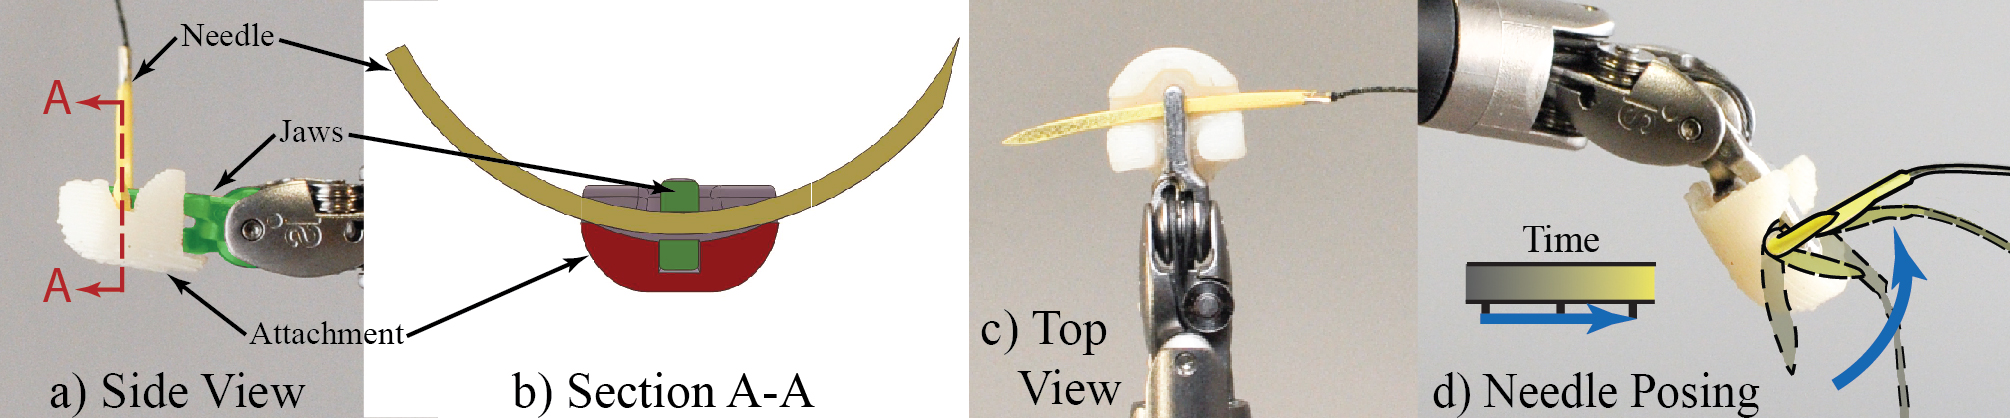 Needle
A
Jaws
A
Attachment
a) Side View
b) Section A-A
c) Top
View
Time
d) Needle Posing